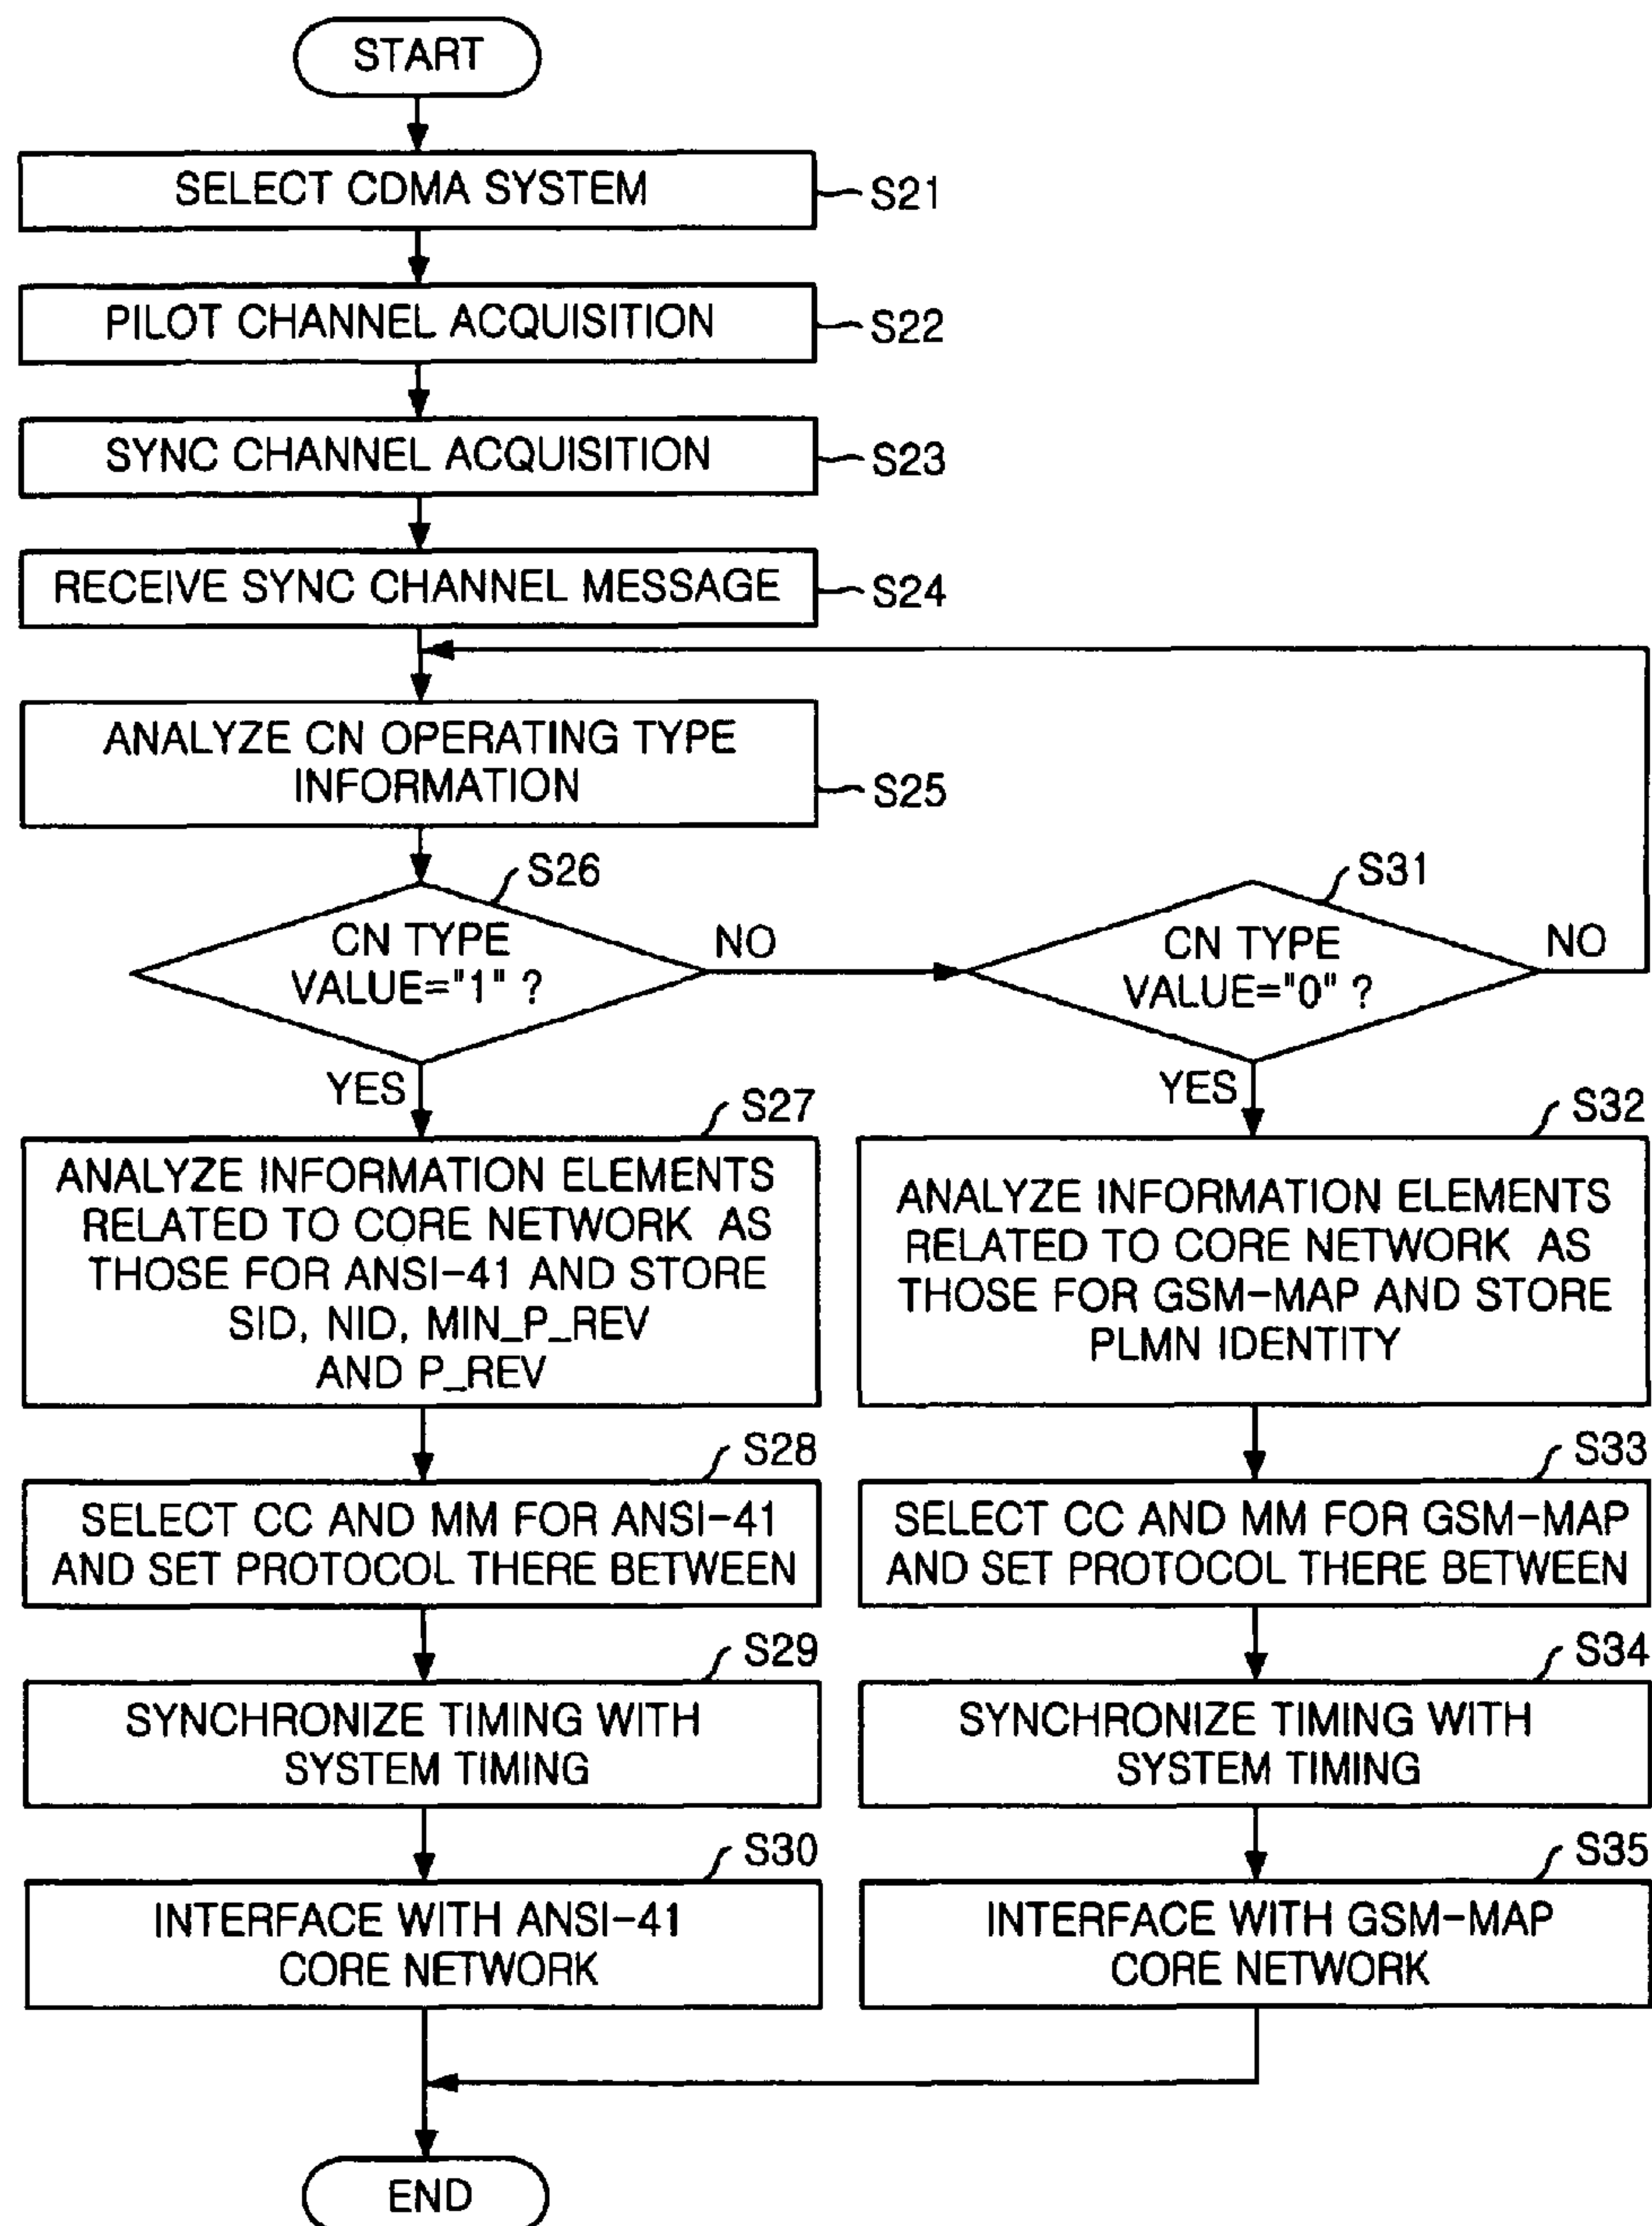 START
SELECT CDMA SYSTEM
S21
PILOT CHANNEL ACQUISITION
S22
SYNC CHANNEL ACQUISITION
S23
RECEIVE SYNC CHANNEL MESSAGE
S24
ANALYZE CN OPERATING TYPE
INFORMATION
S25
S26
CN TYPE
VALUE="1" ?
NO
YES
S31
CN TYPE
VALUE="0" ?
NO
YES
S27
ANALYZE INFORMATION ELEMENTS
RELATED TO CORE NETWORK AS
THOSE FOR ANSI-41 AND STORE
SID, NID, MIN_P_REV
AND P_REV
S32
ANALYZE INFORMATION ELEMENTS
RELATED TO CORE NETWORK AS
THOSE FOR GSM-MAP AND STORE
PLMN IDENTITY
S28
SELECT CC AND MM FOR ANSI-41
AND SET PROTOCOL THERE BETWEEN
S33
SELECT CC AND MM FOR GSM-MAP
AND SET PROTOCOL THERE BETWEEN
S29
SYNCHRONIZE TIMING WITH
SYSTEM TIMING
S34
SYNCHRONIZE TIMING WITH
SYSTEM TIMING
S30
INTERFACE WITH ANSI-41
CORE NETWORK
S35
INTERFACE WITH GSM-MAP
CORE NETWORK
END